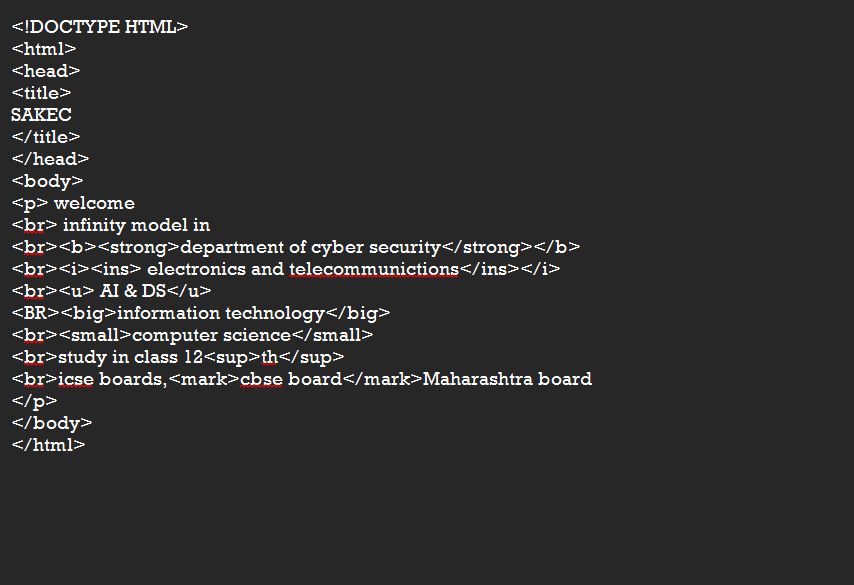 <!DOCTYPE HTML>
<html>
<head>
<title>
SAKEC
</title>
</head>
<body>
<p> welcome
<br> infinity model in
<br><b><strong>department of cyber security</strong></b>
<br><i><ins> electronics and telecommunictions</ins></i>
<br><u> AI & DS</u>
<BR><big>information technology</big>
<br><small>computer science</small>
<br>study in class 12<sup>th</sup>
<br>icse boards,<mark>cbse board</mark>Maharashtra board
</p>
</body>
</html>